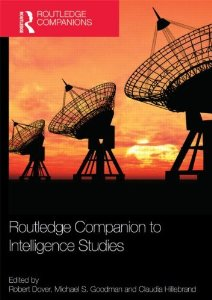 ROUTLEDGE
COMPANIONS
Routledge Companion to
Intelligence Studies
Edited by
Robert Dover, Michael S. Goodman and Claudia Hillebrand